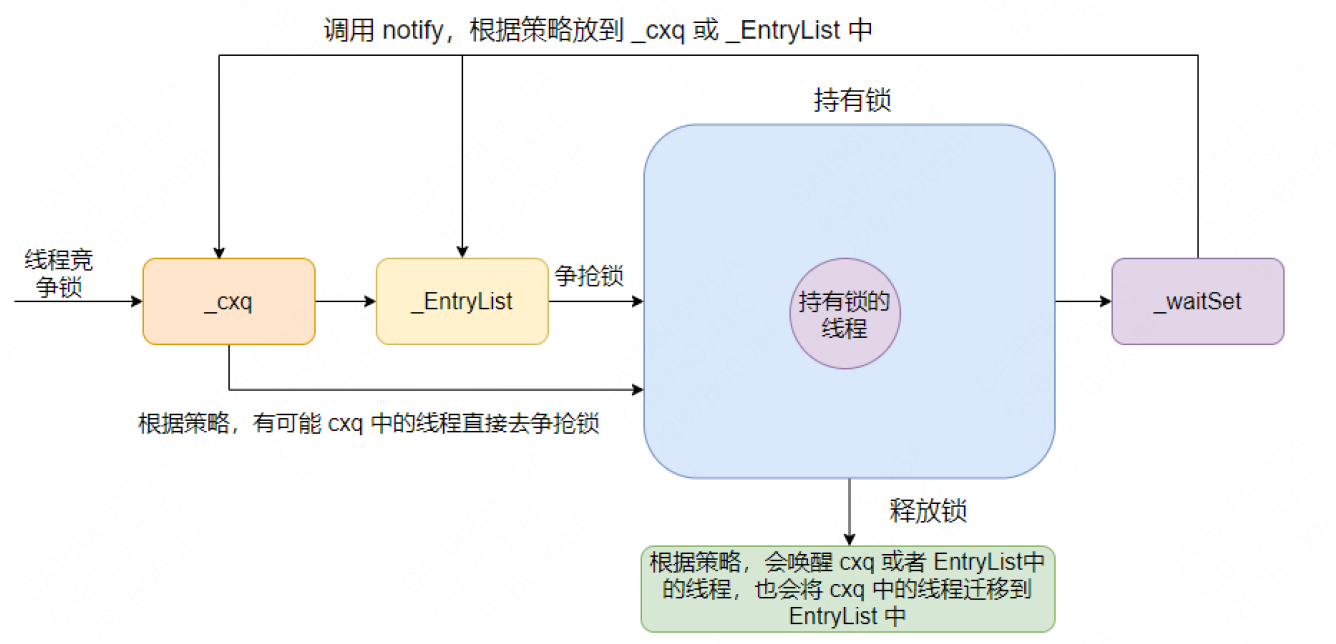 调用 notify，根据策略放到 _cxq 或 _EntryList 中
持有锁
线程竞
争锁
_cxq
_EntryList
争抢锁
持有锁的
线程
_waitSet
根据策略，有可能 cxq 中的线程直接去争抢锁
释放锁
根据策略，会唤醒 cxq 或者 EntryList中
的线程，也会将 cxq 中的线程迁移到
EntryList 中